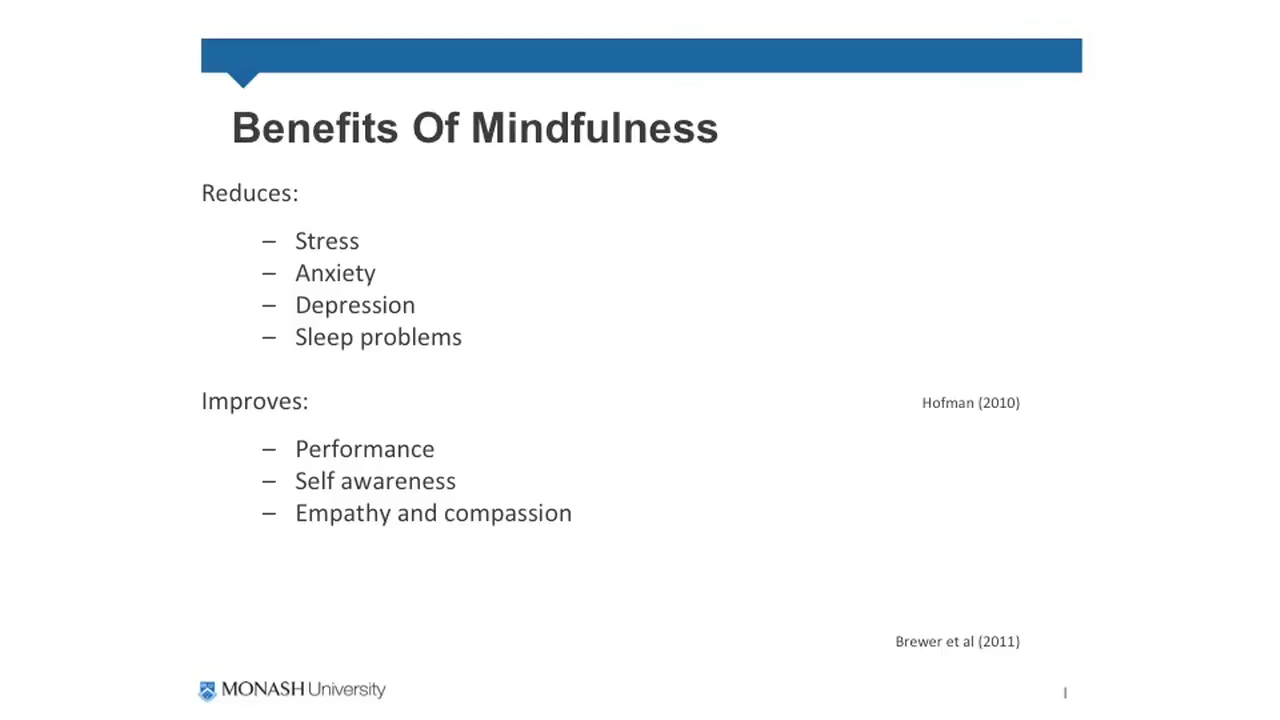 Benefits Of Mindfulness
Reduces:
– Stress
– Anxiety
– Depression
– Sleep problems
Improves:
Hofman (2010)
– Performance
– Self awareness
– Empathy and compassion
Brewer et al (2011)
MONASH University